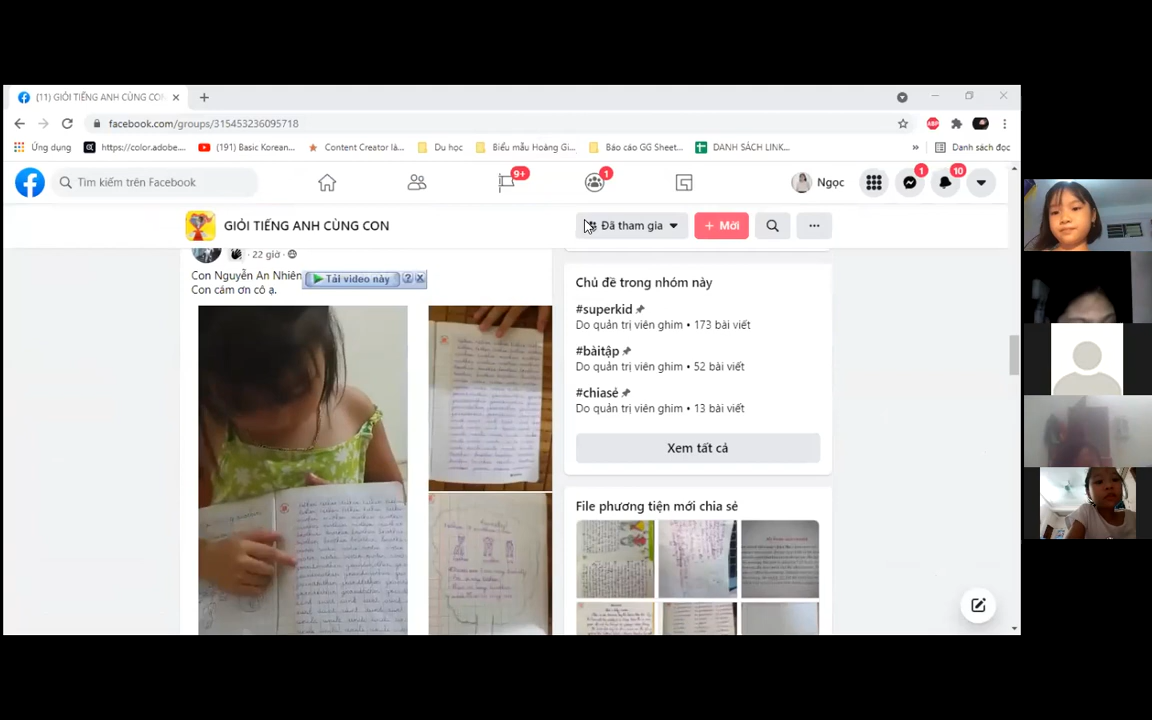 (11) GIỎI TIẾNG ANH CÙNG CON
facebook.com/groups/315453236095718
Ứng dụng
https://color.adobe....
(191) Basic Korean...
Content Creator là...
Du học
Biểu mẫu Hoàng Gi...
Báo cáo GG Sheet...
DANH SÁCH LINK...
»
Danh sách đọc
Tìm kiếm trên Facebook
9+
1
Ngọc
1
10
GIỎI TIẾNG ANH CÙNG CON
Đã tham gia
+ Mới
22 giờ
Con Nguyễn An Nhiên
Tải video này
Con cám ơn cô ạ.
Chủ đề trong nhóm này
#superkid
Do quản trị viên ghim • 173 bài viết
#bàitập
Do quản trị viên ghim • 52 bài viết
#chiasẻ
Do quản trị viên ghim • 13 bài viết
Xem tất cả
File phương tiện mới chia sẻ